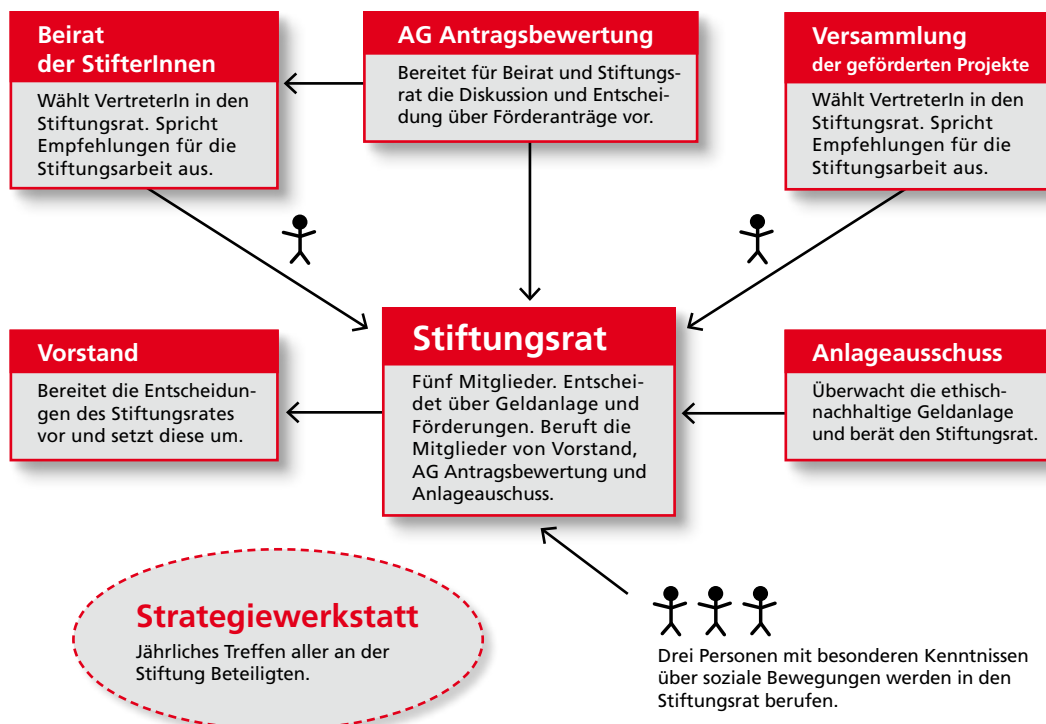 Beirat
der StifterInnen
Wählt VertreterIn in den
Stiftungsrat. Spricht
Empfehlungen für die
Stiftungsarbeit aus.
AG Antragsbewertung
Bereitet für Beirat und Stiftungs-
rat die Diskussion und Entschei-
dung über Förderanträge vor.
Versammlung
der geförderten Projekte
Wählt VertreterIn in den
Stiftungsrat. Spricht
Empfehlungen für die
Stiftungsarbeit aus.
Vorstand
Bereitet die Entscheidun-
gen des Stiftungsrates
vor und setzt diese um.
Stiftungsrat
Fünf Mitglieder. Entschei-
det über Geldanlage und
Förderungen. Beruft die
Mitglieder von Vorstand,
AG Antragsbewertung und
Anlageauschuss.
Anlageausschuss
Überwacht die ethisch-
nachhaltige Geldanlage
und berät den Stiftungsrat.
Strategiewerkstatt
Jährliches Treffen aller an der
Stiftung Beteiligten.
Drei Personen mit besonderen Kenntnissen
über soziale Bewegungen werden in den
Stiftungsrat berufen.